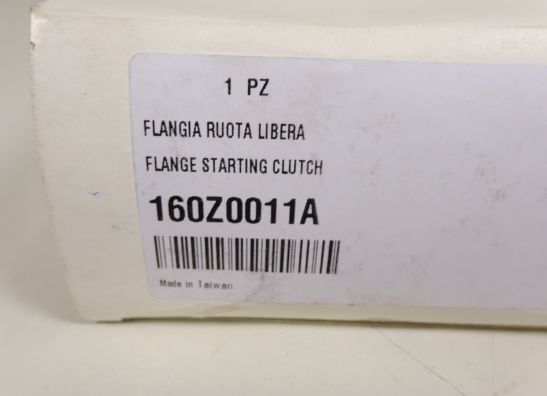 1 PZ
FLANGIA RUOTA LIBERA
FLANGE STARTING CLUTCH
160Z0011A
Made in Taiwan